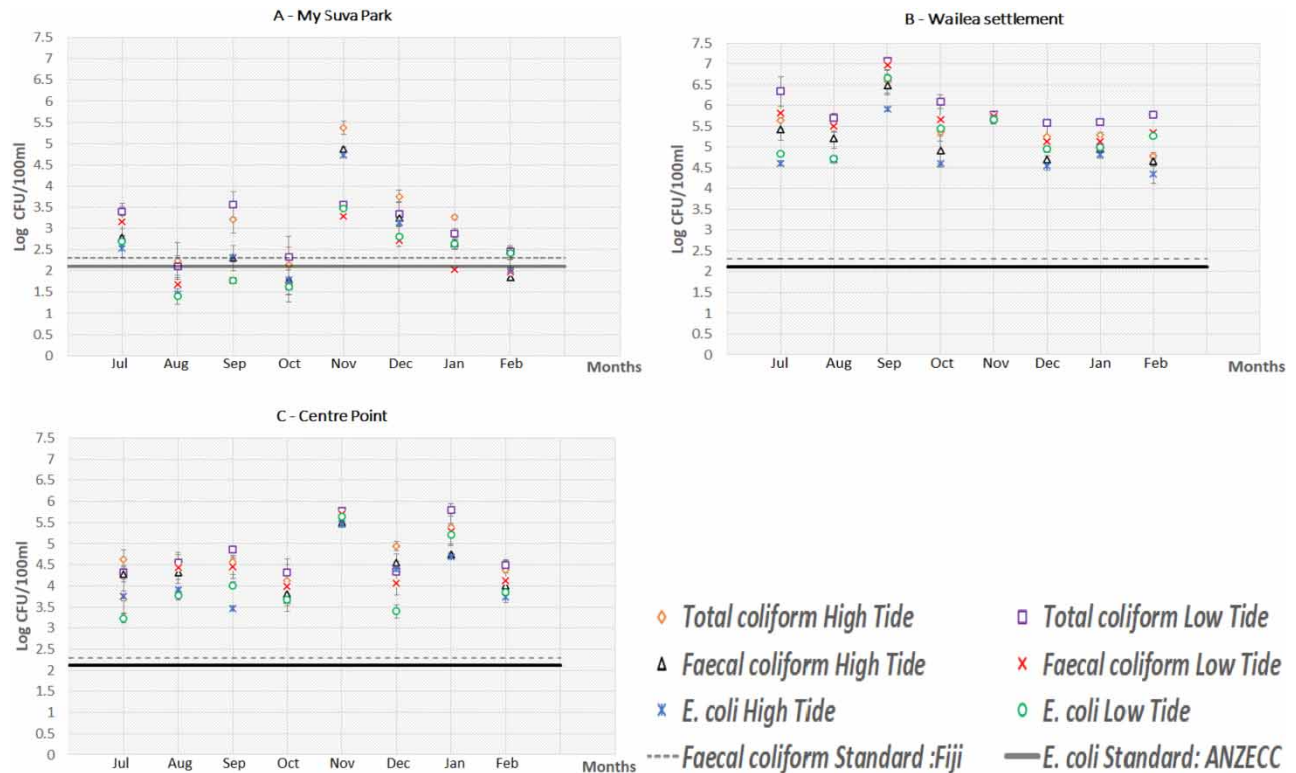 A - My Suva Park
7.5
7
6.5
6
5.5
5
4.5
4
3.5
3
2.5
2
1.5
1
0.5
0
Log CFU/100ml
Jul Aug Sep Oct Nov Dec Jan Feb
Months
B - Wailea settlement
7.5
7
6.5
6
5.5
5
4.5
4
3.5
3
2.5
2
1.5
1
0.5
0
Log CFU/100ml
Jul Aug Sep Oct Nov Dec Jan Feb
Months
C - Centre Point
7.5
7
6.5
6
5.5
5
4.5
4
3.5
3
2.5
2
1.5
1
0.5
0
Log CFU/100ml
Jul Aug Sep Oct Nov Dec Jan Feb
Months
Total coliform High Tide
Total coliform Low Tide
Faecal coliform High Tide
Faecal coliform Low Tide
E. coli High Tide
E. coli Low Tide
Faecal coliform Standard :Fiji
E. coli Standard: ANZECC